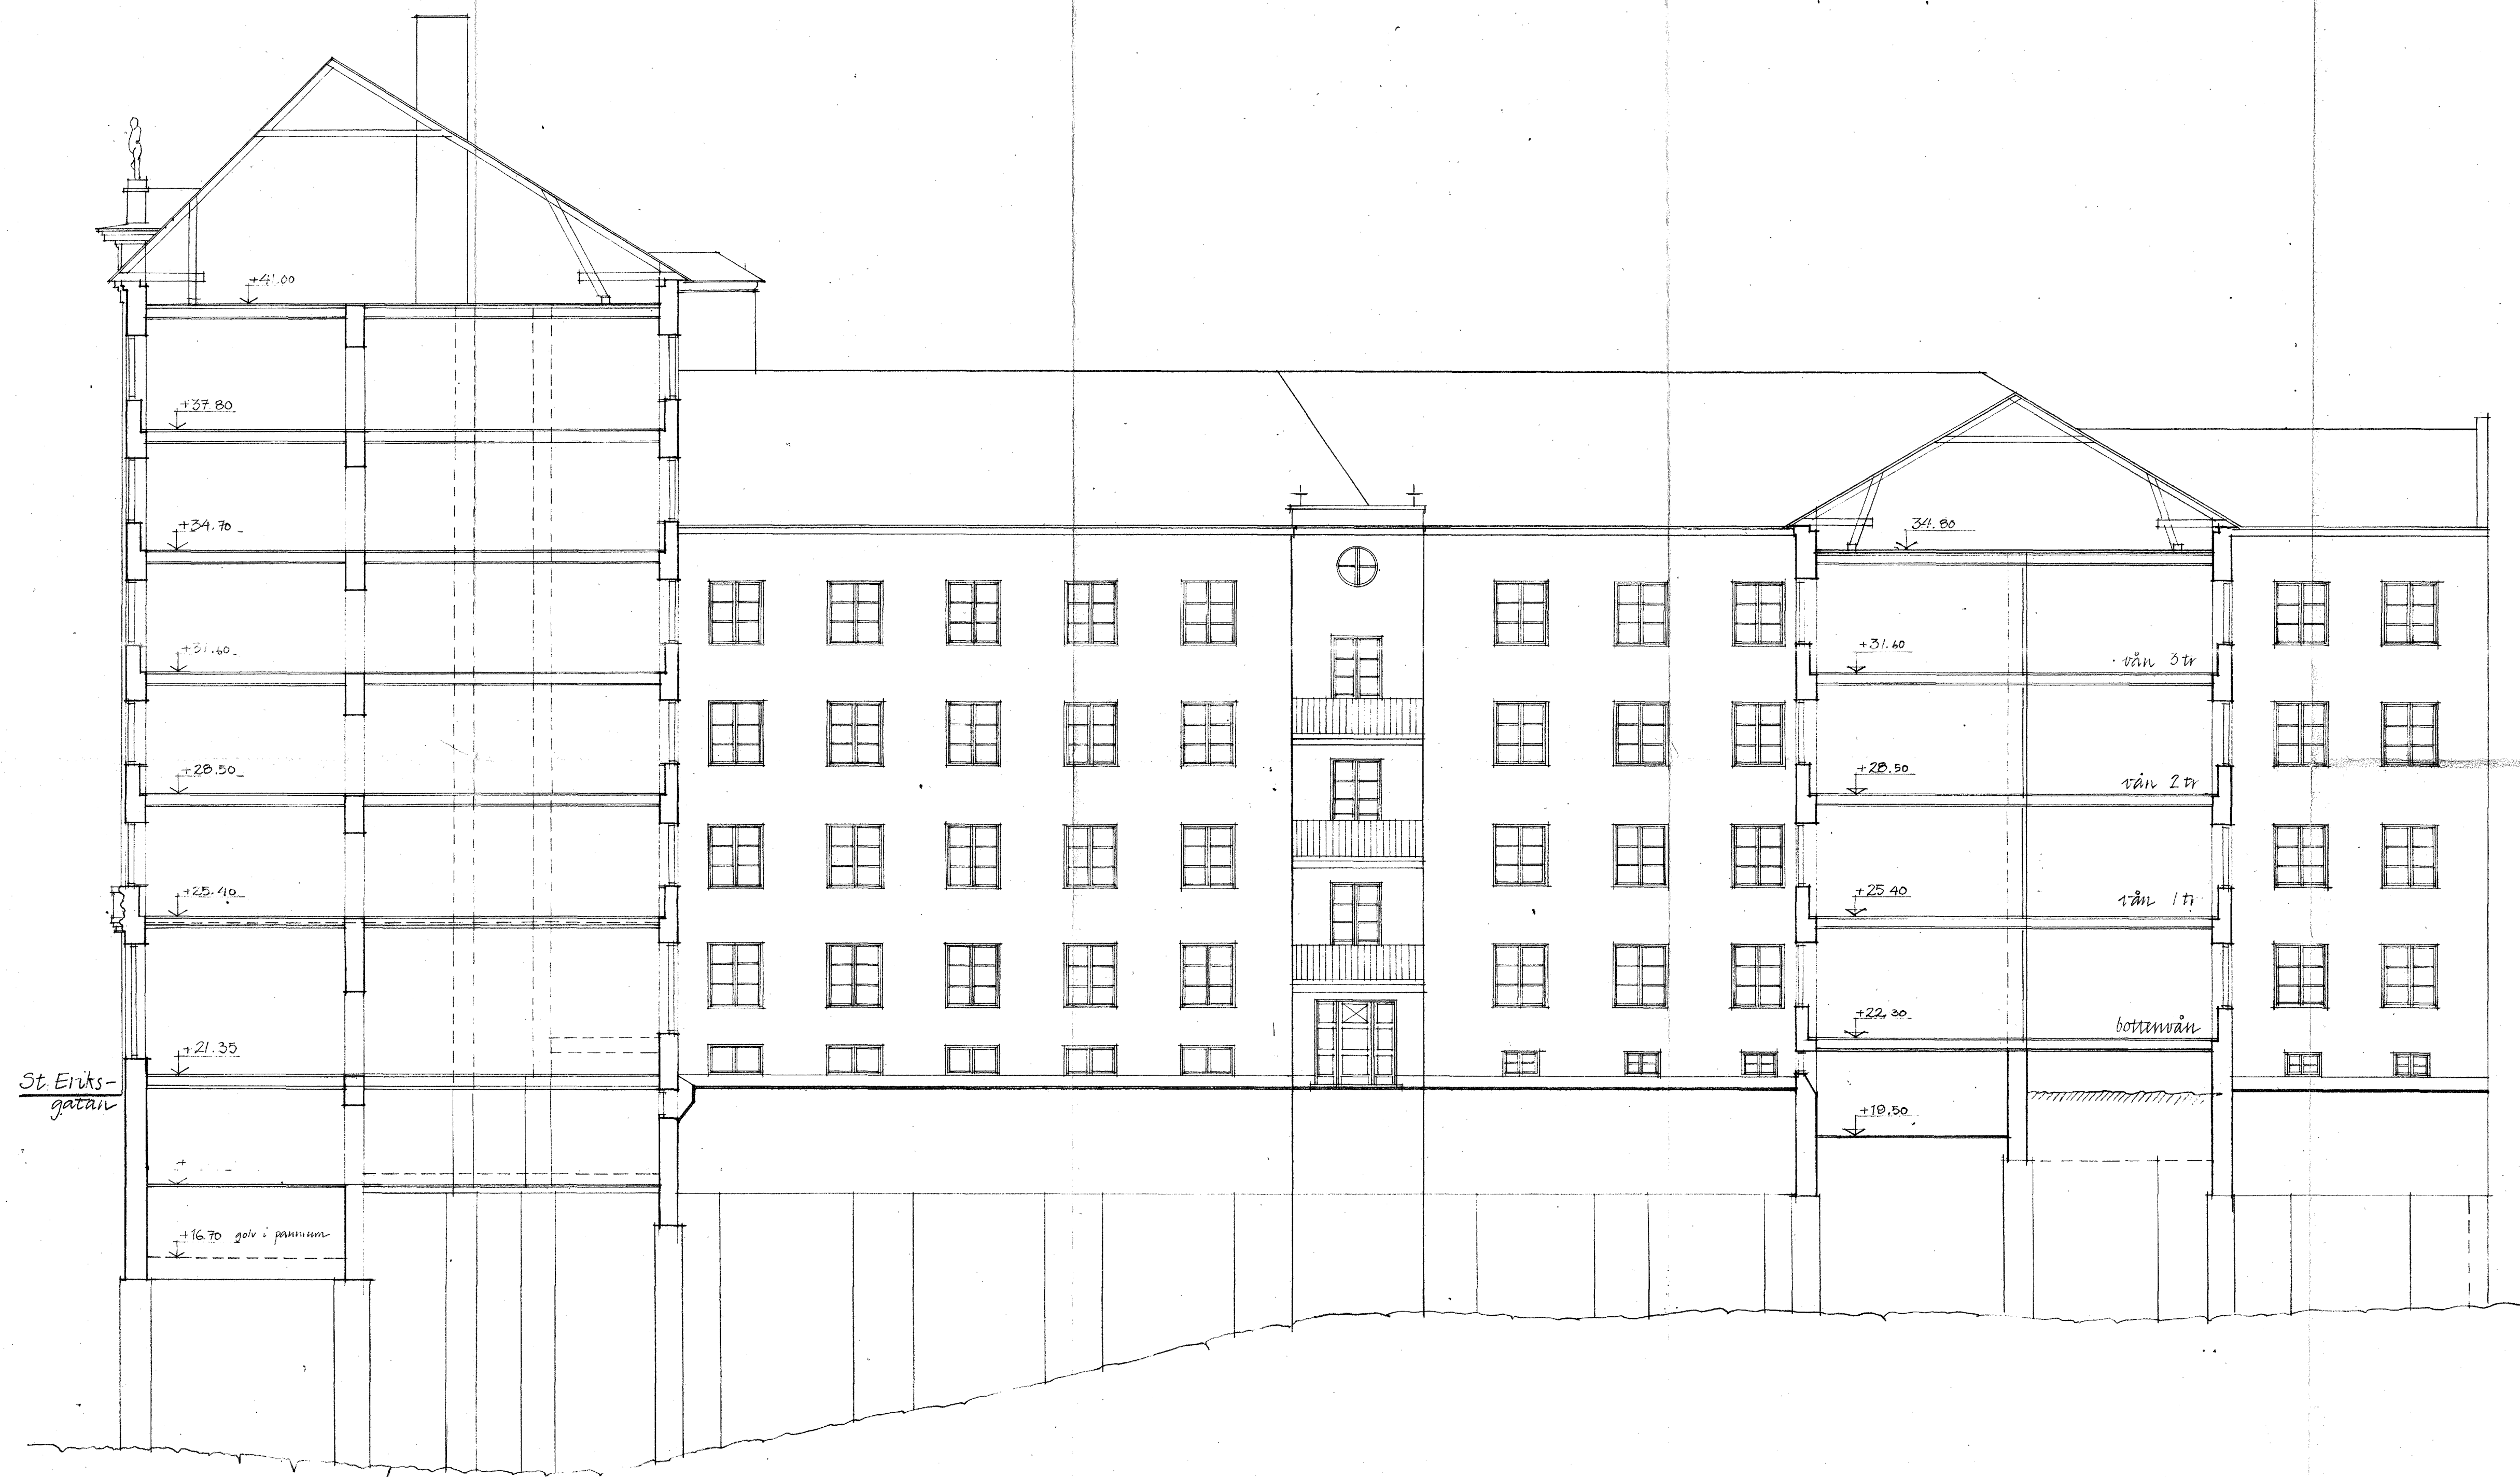 +41.00
+37.80
+34.70
34.80
+31.60
+31.60
vån 3 tr
+28.50
+28.50
vån 2 tr
+25.40
+25.40
vån 1 tr
+22.30
bottenvån
+21.35
St. Eriks-
gatan
+19.50
+
+16.70 golv i pannrum